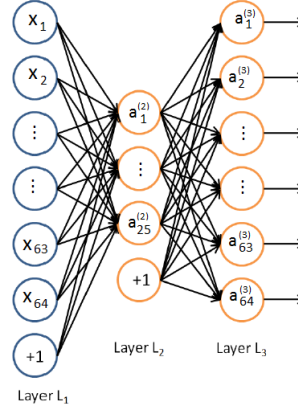 x1
x2
⋮
⋮
x63
x64
+1
Layer L1
a1(2)
⋮
a25(2)
+1
Layer L2
a1(3)
a2(3)
⋮
⋮
a63(3)
a64(3)
Layer L3